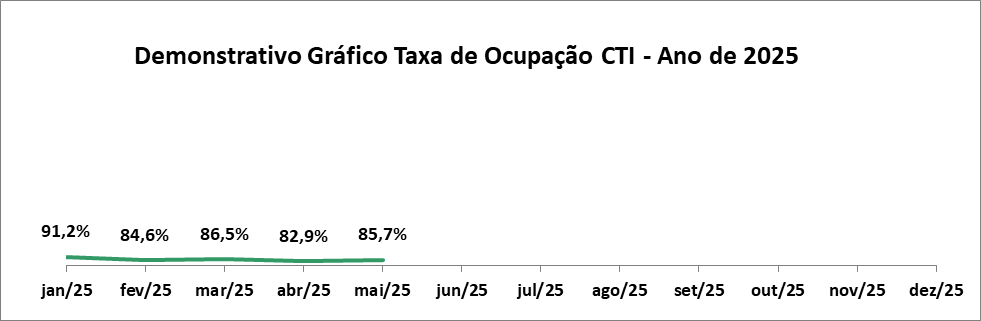 Demonstrativo Gráfico Taxa de Ocupação CTI - Ano de 2025
91,2% 84,6% 86,5% 82,9% 85,7%
jan/25 fev/25 mar/25 abr/25 mai/25 jun/25 jul/25 ago/25 set/25 out/25 nov/25 dez/25